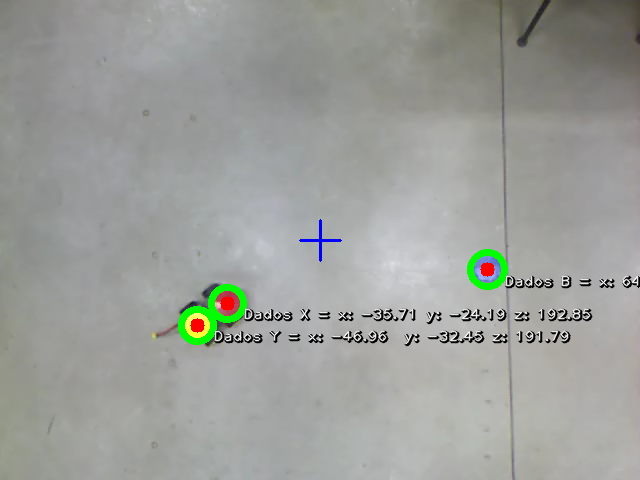 Dados B = x: 64
Dados X = x: -35.71 y: -24.19 z: 192.85
Dados Y = x: -46.96 y: -32.45 z: 191.79